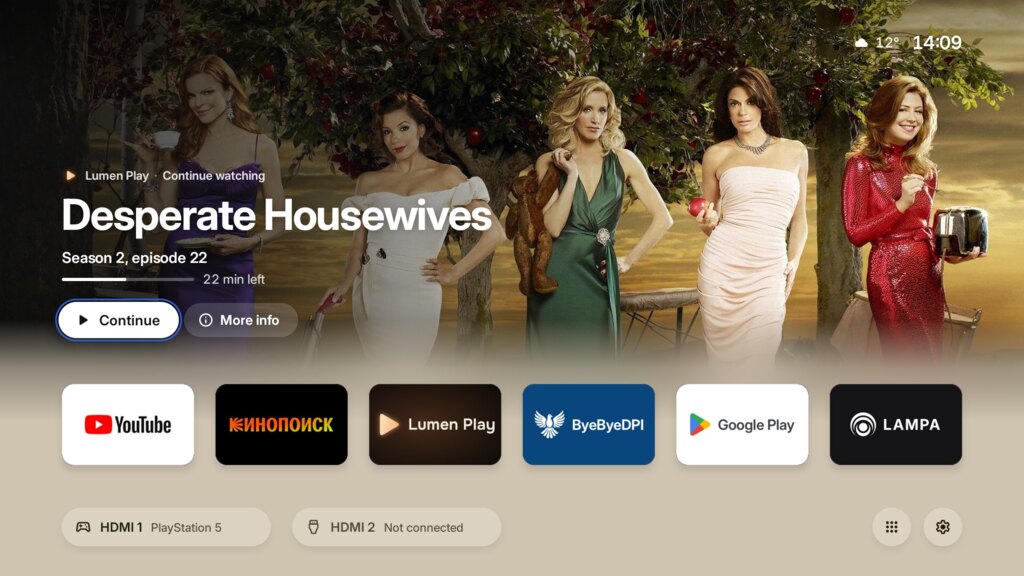 12° 14:09
Lumen Play · Continue watching
Desperate Housewives
Season 2, episode 22
22 min left
Continue
More info
YouTube
КИНОПОИСК
Lumen Play
ByeByeDPI
Google Play
LAMPA
HDMI 1 PlayStation 5
HDMI 2 Not connected